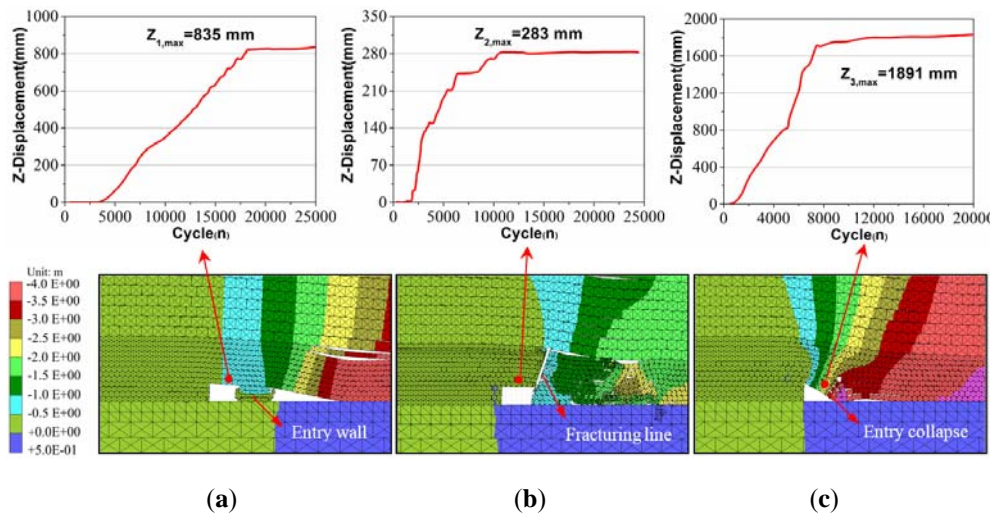 Z-Displacement(mm)
1000
800
600
400
200
0
Z1,max=835 mm
0 5000 10000 15000 20000 25000
Cycle(n)
Z-Displacement(mm)
350
280
210
140
70
0
Z2,max=283 mm
0 5000 10000 15000 20000 25000
Cycle(n)
Z-Displacement(mm)
2000
1600
1200
800
400
0
Z3,max=1891 mm
0 4000 8000 12000 16000 20000
Cycle(n)
Unit: m
-4.0 E+00
-3.5 E+00
-3.0 E+00
-2.5 E+00
-2.0 E+00
-1.5 E+00
-1.0 E+00
-0.5 E+00
+0.0 E+00
+5.0E-01
Entry wall
Fracturing line
Entry collapse
(a) (b) (c)